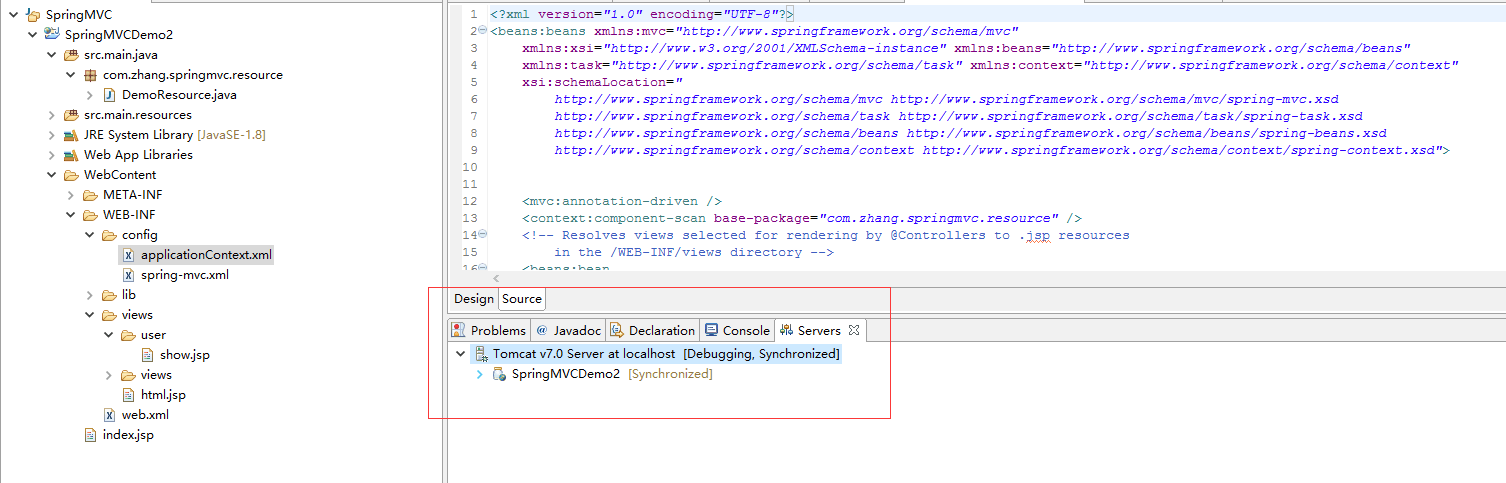 SpringMVC
SpringMVCDemo2
src.main.java
com.zhang.springmvc.resource
DemoResource.java
src.main.resources
JRE System Library [JavaSE-1.8]
Web App Libraries
WebContent
META-INF
WEB-INF
config
applicationContext.xml
spring-mvc.xml
lib
views
user
show.jsp
views
html.jsp
web.xml
index.jsp
1 <?xml version="1.0" encoding="UTF-8"?>
2 <beans:beans xmlns:mvc="http://www.springframework.org/schema/mvc"
3 xmlns:xsi="http://www.w3.org/2001/XMLSchema-instance" xmlns:beans="http://www.springframework.org/schema/beans"
4 xmlns:task="http://www.springframework.org/schema/task" xmlns:context="http://www.springframework.org/schema/context"
5 xsi:schemaLocation="
6 http://www.springframework.org/schema/mvc http://www.springframework.org/schema/mvc/spring-mvc.xsd
7 http://www.springframework.org/schema/task http://www.springframework.org/schema/task/spring-task.xsd
8 http://www.springframework.org/schema/beans http://www.springframework.org/schema/beans/spring-beans.xsd
9 http://www.springframework.org/schema/context http://www.springframework.org/schema/context/spring-context.xsd">
10
11
12 <mvc:annotation-driven />
13 <context:component-scan base-package="com.zhang.springmvc.resource" />
14 <!-- Resolves views selected for rendering by @Controllers to .jsp resources
15 in the /WEB-INF/views directory -->
16 <beans:bean
Design Source
Problems @ Javadoc Declaration Console Servers
Tomcat v7.0 Server at localhost [Debugging, Synchronized]
SpringMVCDemo2 [Synchronized]